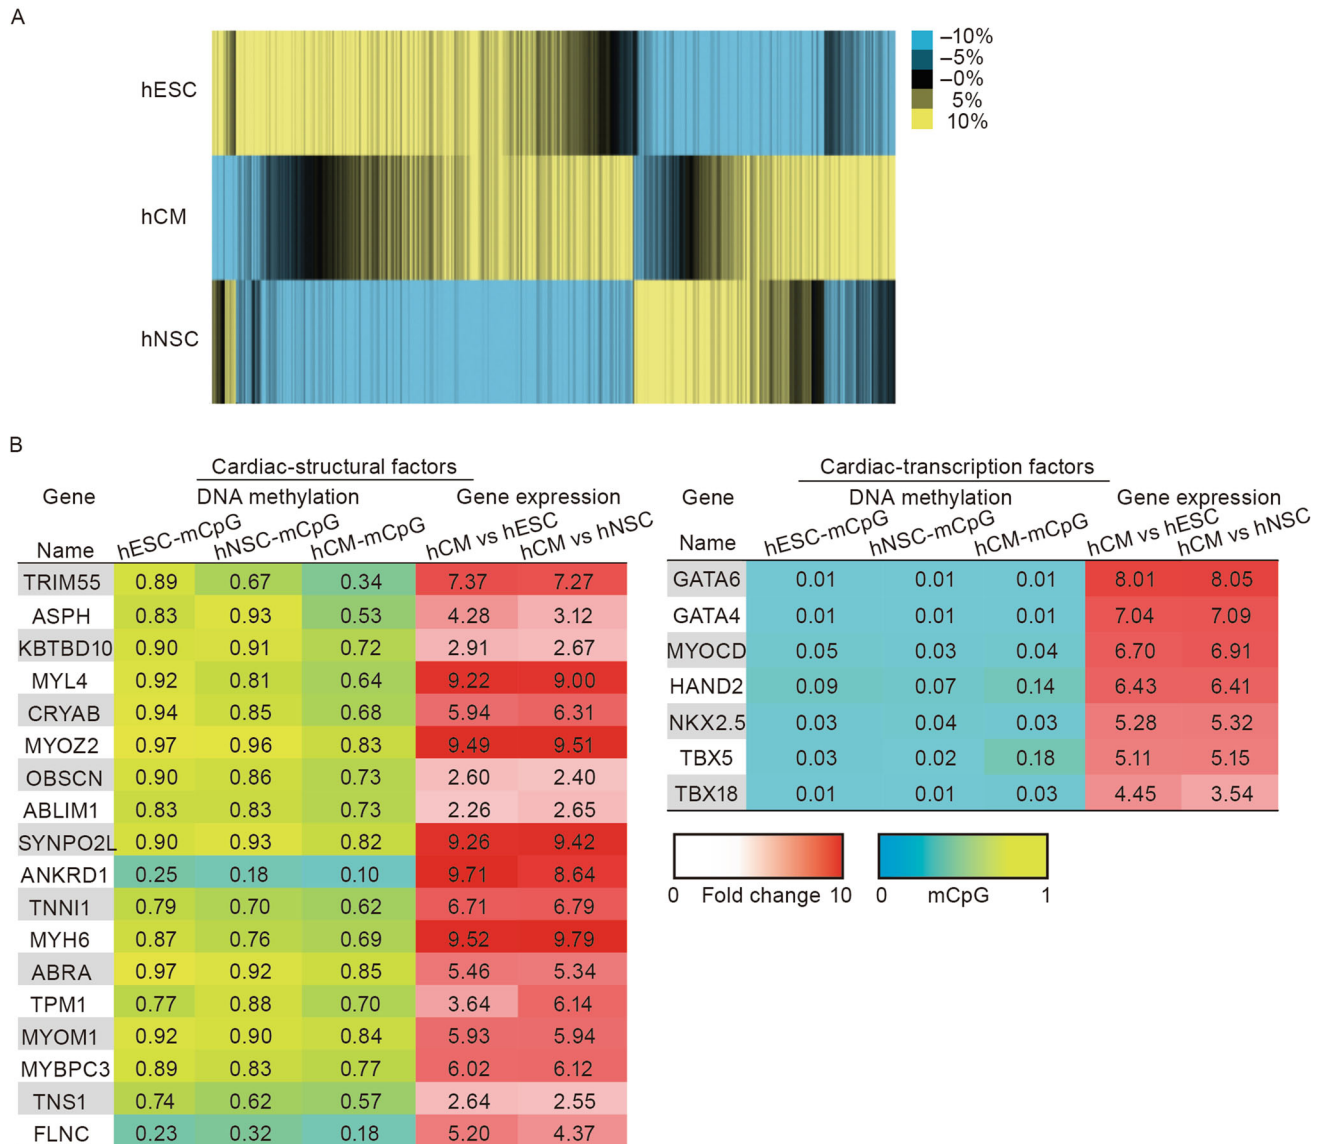 A
hESC
hCM
hNSC
–10%
–5%
–0%
5%
10%
B
Cardiac-structural factors
Gene DNA methylation Gene expression
Name hESC-mCpG hNSC-mCpG hCM-mCpG hCM vs hESC hCM vs hNSC
TRIM55 0.89 0.67 0.34 7.37 7.27
ASPH 0.83 0.93 0.53 4.28 3.12
KBTBD10 0.90 0.91 0.72 2.91 2.67
MYL4 0.92 0.81 0.64 9.22 9.00
CRYAB 0.94 0.85 0.68 5.94 6.31
MYOZ2 0.97 0.96 0.83 9.49 9.51
OBSCN 0.90 0.86 0.73 2.60 2.40
ABLIM1 0.83 0.83 0.73 2.26 2.65
SYNPO2L 0.90 0.93 0.82 9.26 9.42
ANKRD1 0.25 0.18 0.10 9.71 8.64
TNNI1 0.79 0.70 0.62 6.71 6.79
MYH6 0.87 0.76 0.69 9.52 9.79
ABRA 0.97 0.92 0.85 5.46 5.34
TPM1 0.77 0.88 0.70 3.64 6.14
MYOM1 0.92 0.90 0.84 5.93 5.94
MYBPC3 0.89 0.83 0.77 6.02 6.12
TNS1 0.74 0.62 0.57 2.64 2.55
FLNC 0.23 0.32 0.18 5.20 4.37
Cardiac-transcription factors
Gene DNA methylation Gene expression
Name hESC-mCpG hNSC-mCpG hCM-mCpG hCM vs hESC hCM vs hNSC
GATA6 0.01 0.01 0.01 8.01 8.05
GATA4 0.01 0.01 0.01 7.04 7.09
MYOCD 0.05 0.03 0.04 6.70 6.91
HAND2 0.09 0.07 0.14 6.43 6.41
NKX2.5 0.03 0.04 0.03 5.28 5.32
TBX5 0.03 0.02 0.18 5.11 5.15
TBX18 0.01 0.01 0.03 4.45 3.54
0 Fold change 10
0 mCpG 1